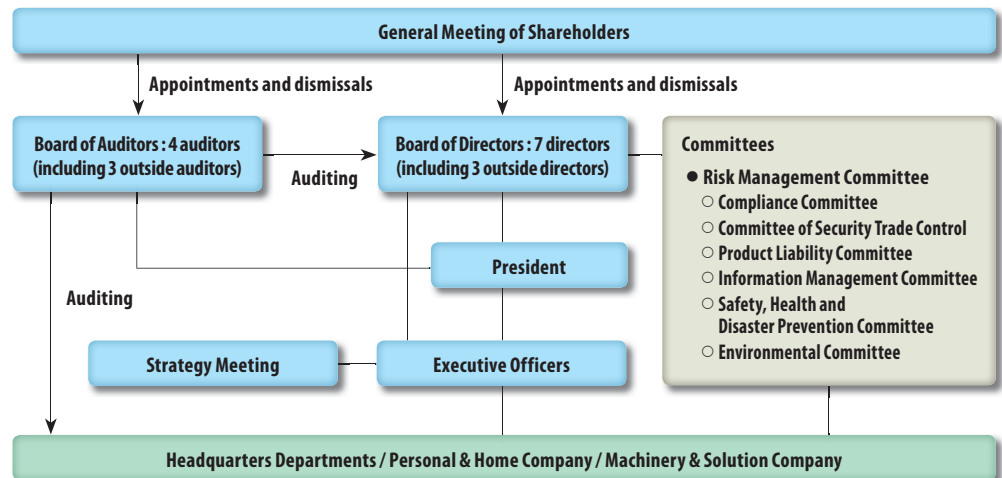 General Meeting of Shareholders
Appointments and dismissals
Appointments and dismissals
Board of Auditors : 4 auditors
(including 3 outside auditors)
Auditing
Board of Directors : 7 directors
(including 3 outside directors)
Committees
● Risk Management Committee
○ Compliance Committee
○ Committee of Security Trade Control
○ Product Liability Committee
○ Information Management Committee
○ Safety, Health and
Disaster Prevention Committee
○ Environmental Committee
President
Auditing
Strategy Meeting
Executive Officers
Headquarters Departments / Personal & Home Company / Machinery & Solution Company